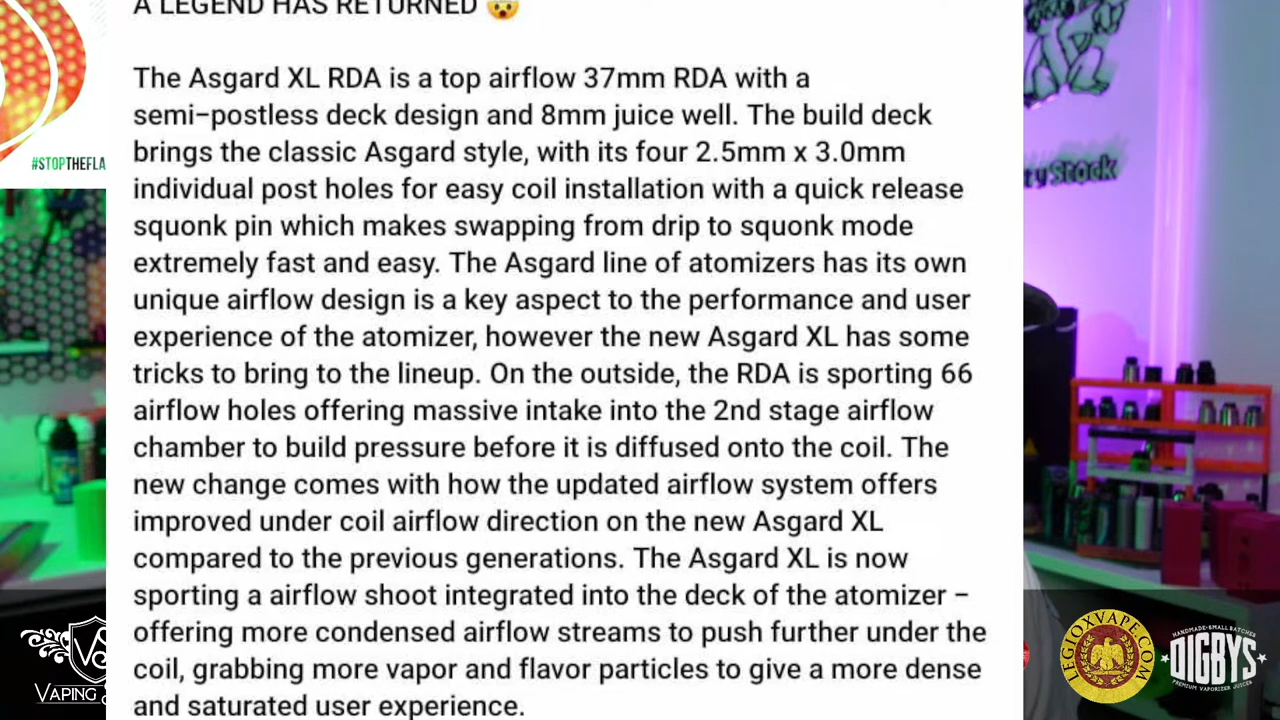 A LEGEND HAS RETURNED 🤯
The Asgard XL RDA is a top airflow 37mm RDA with a
semi-postless deck design and 8mm juice well. The build deck
brings the classic Asgard style, with its four 2.5mm x 3.0mm
individual post holes for easy coil installation with a quick release
squonk pin which makes swapping from drip to squonk mode
extremely fast and easy. The Asgard line of atomizers has its own
unique airflow design is a key aspect to the performance and user
experience of the atomizer, however the new Asgard XL has some
tricks to bring to the lineup. On the outside, the RDA is sporting 66
airflow holes offering massive intake into the 2nd stage airflow
chamber to build pressure before it is diffused onto the coil. The
new change comes with how the updated airflow system offers
improved under coil airflow direction on the new Asgard XL
compared to the previous generations. The Asgard XL is now
sporting a airflow shoot integrated into the deck of the atomizer -
offering more condensed airflow streams to push further under the
coil, grabbing more vapor and flavor particles to give a more dense
and saturated user experience.
#STOPTHEFLA
ry Stock
VAPING
LEGIOXVAPE.COM
HANDMADE·SMALL BATCHES
DIGBYS
PREMIUM VAPORIZER JUICES